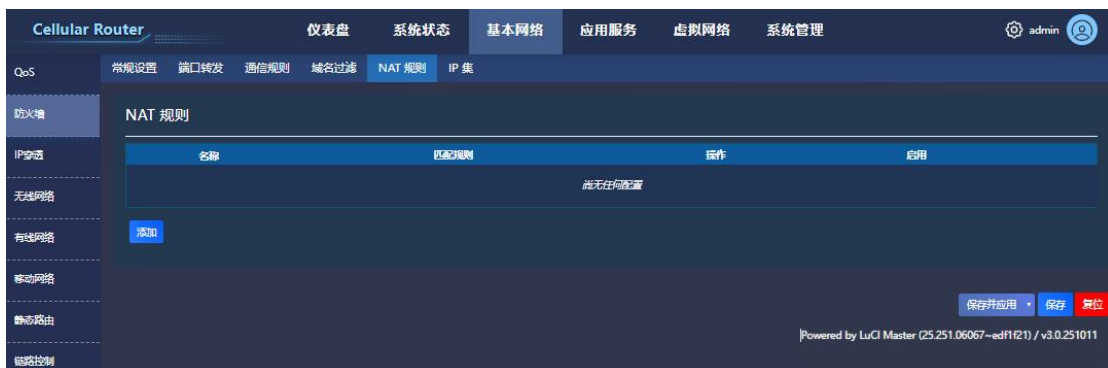 Cellular Router 仪表盘 系统状态 基本网络 应用服务 虚拟网络 系统管理 admin
QoS 常规设置 端口转发 通信规则 域名过滤 NAT 规则 IP 集
防火墙
NAT 规则
IP穿透
名称 匹配规则 操作 启用
尚无任何配置
无线网络
有线网络
添加
移动网络
保存并应用 保存 复位
静态路由
Powered by LuCI Master (25.251.06067~edf1f21) / v3.0.251011
链路控制